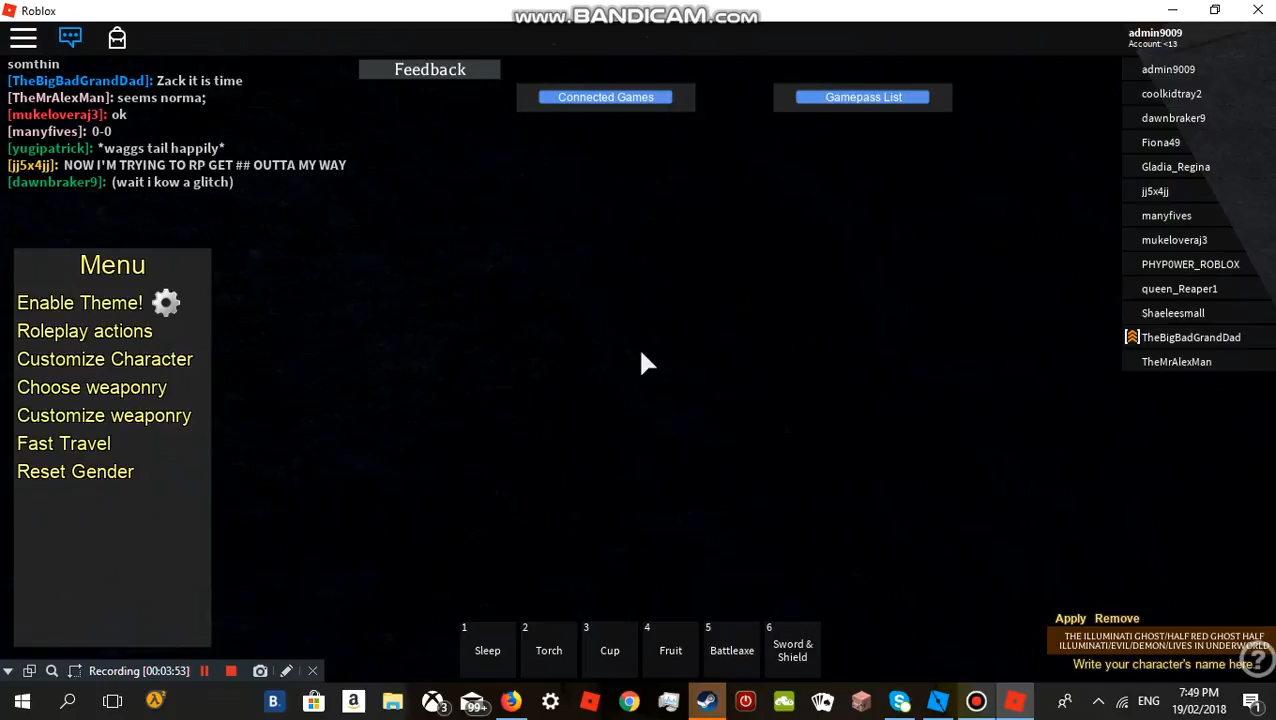 Roblox
www.BANDICAM.com
admin9009
Account: <13
somthin
[TheBigBadGrandDad]: Zack it is time
[TheMrAlexMan]: seems norma;
[mukeloveraj3]: ok
[manyfives]: 0-0
[yugipatrick]: *waggs tail happily*
[jj5x4jj]: NOW I'M TRYING TO RP GET ## OUTTA MY WAY
[dawnbraker9]: (wait i kow a glitch)
Feedback
Connected Games
Gamepass List
admin9009
coolkidtray2
dawnbraker9
Fiona49
Gladia_Regina
jj5x4jj
manyfives
mukeloveraj3
PHYP0WER_ROBLOX
queen_Reaper1
Shaeleesmall
TheBigBadGrandDad
TheMrAlexMan
Menu
Enable Theme!
Roleplay actions
Customize Character
Choose weaponry
Customize weaponry
Fast Travel
Reset Gender
1
Sleep
2
Torch
3
Cup
4
Fruit
5
Battleaxe
6
Sword &
Shield
Apply Remove
THE ILLUMINATI GHOST/HALF RED GHOST HALF
ILLUMINATI/EVIL/DEMON/LIVES IN UNDERWORLD
Write your character's name here..
?
Recording [00:03:53]
B.
a
3
99+
ENG
7:49 PM
19/02/2018
1